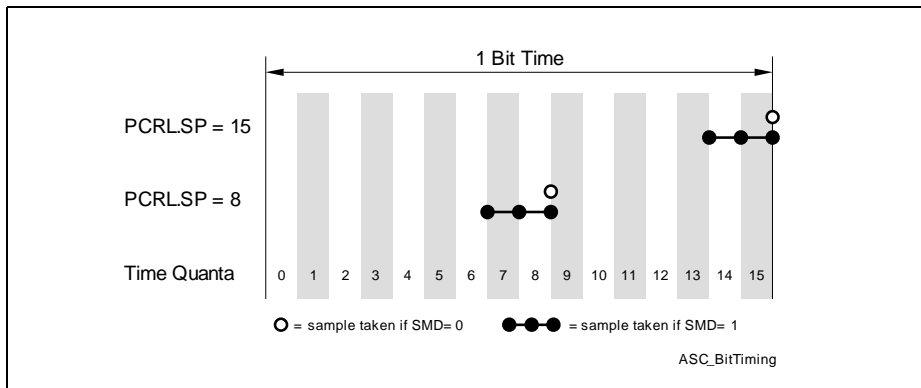 1 Bit Time
PCRL.SP = 15
PCRL.SP = 8
Time Quanta 0 1 2 3 4 5 6 7 8 9 10 11 12 13 14 15
= sample taken if SMD= 0 = sample taken if SMD= 1
ASC_BitTiming